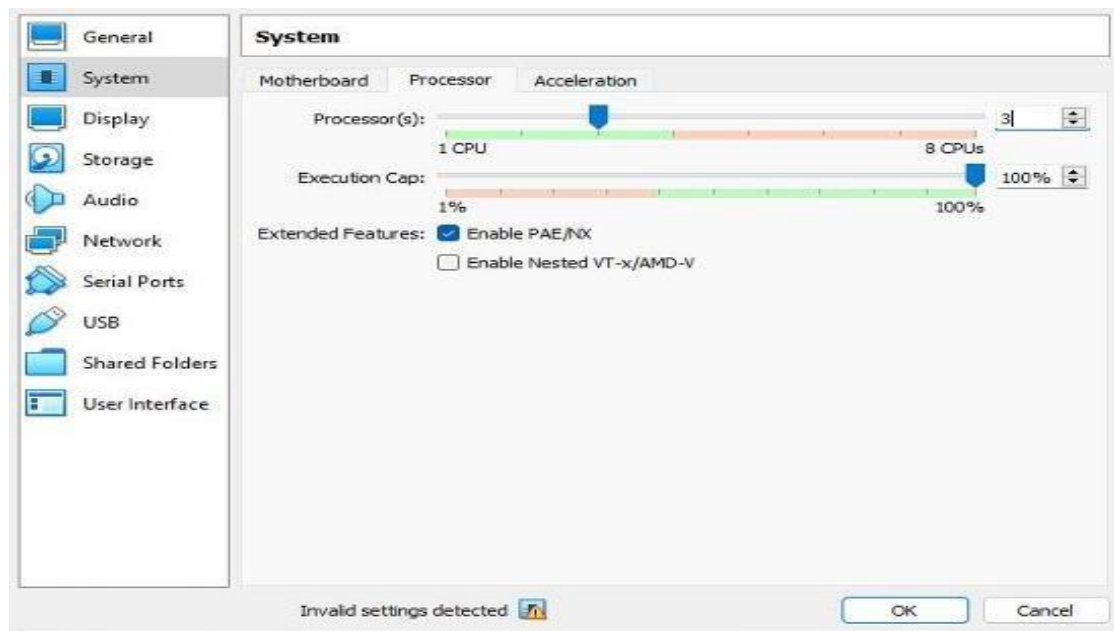 General
System
Display
Storage
Audio
Network
Serial Ports
USB
Shared Folders
User Interface
System
Motherboard Processor Acceleration
Processor(s): 3
1 CPU 8 CPUs
Execution Cap: 100%
1% 100%
Extended Features: Enable PAE/NX
Enable Nested VT-x/AMD-V
Invalid settings detected OK Cancel